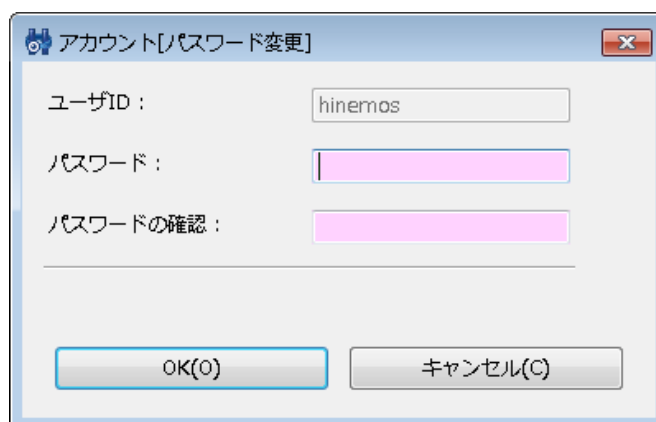 アカウント[パスワード変更]
ユーザID： hinemos
パスワード：
パスワードの確認：
OK(O) キャンセル(C)